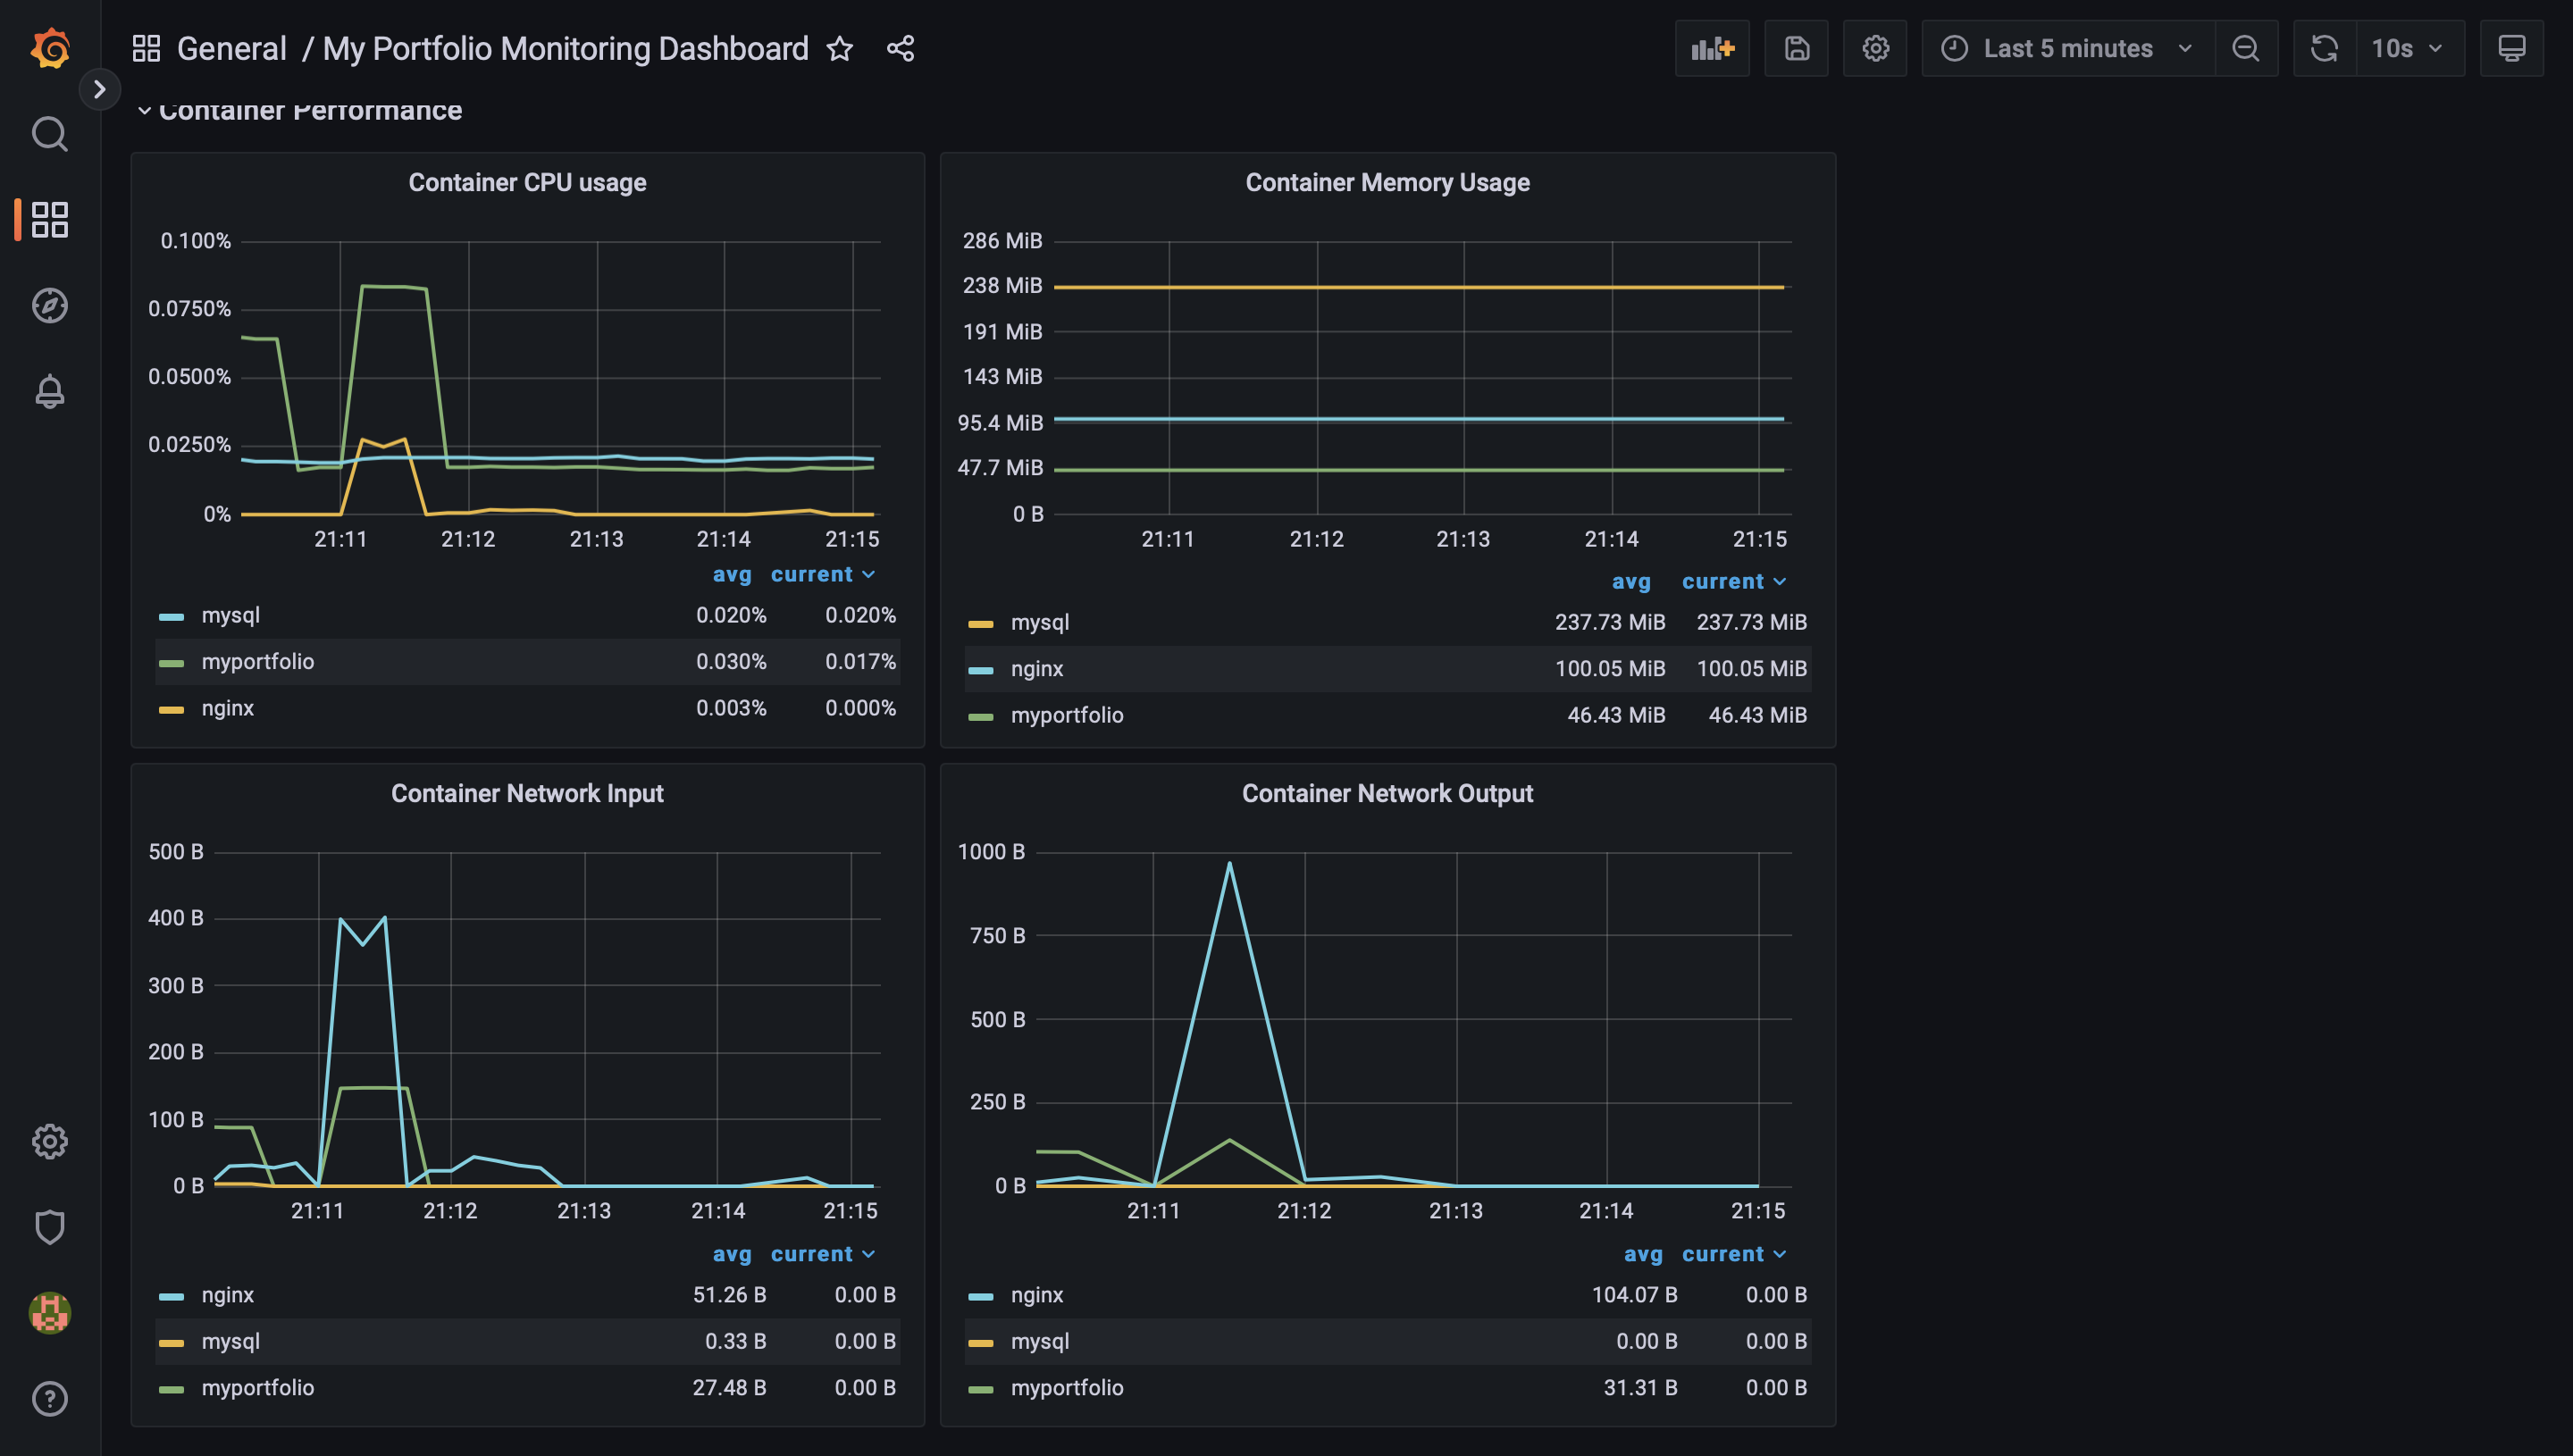 General / My Portfolio Monitoring Dashboard
Last 5 minutes
10s
Container Performance
Container CPU usage
0.100%
0.0750%
0.0500%
0.0250%
0%
21:11 21:12 21:13 21:14 21:15
avg current
mysql 0.020% 0.020%
myportfolio 0.030% 0.017%
nginx 0.003% 0.000%
Container Memory Usage
286 MiB
238 MiB
191 MiB
143 MiB
95.4 MiB
47.7 MiB
0 B
21:11 21:12 21:13 21:14 21:15
avg current
mysql 237.73 MiB 237.73 MiB
nginx 100.05 MiB 100.05 MiB
myportfolio 46.43 MiB 46.43 MiB
Container Network Input
500 B
400 B
300 B
200 B
100 B
0 B
21:11 21:12 21:13 21:14 21:15
avg current
nginx 51.26 B 0.00 B
mysql 0.33 B 0.00 B
myportfolio 27.48 B 0.00 B
Container Network Output
1000 B
750 B
500 B
250 B
0 B
21:11 21:12 21:13 21:14 21:15
avg current
nginx 104.07 B 0.00 B
mysql 0.00 B 0.00 B
myportfolio 31.31 B 0.00 B